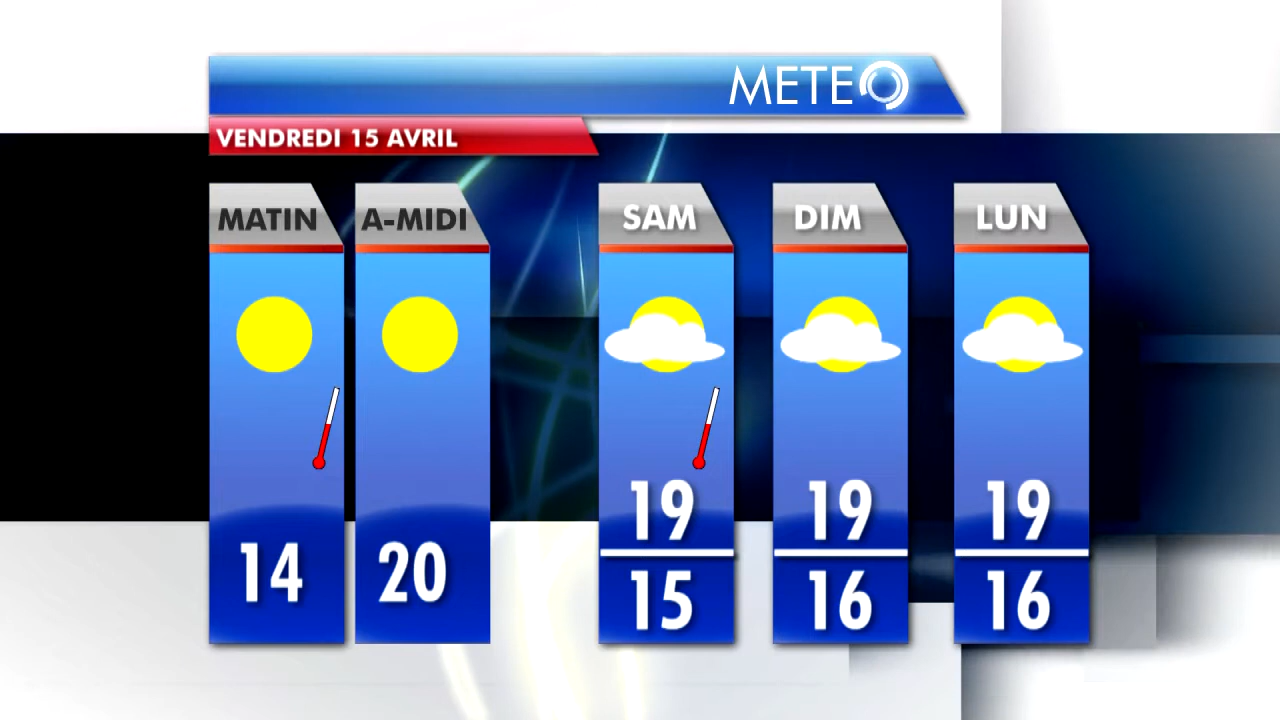 METEO
VENDREDI 15 AVRIL
MATIN
A-MIDI
SAM
DIM
LUN
14
20
19
15
19
16
19
16